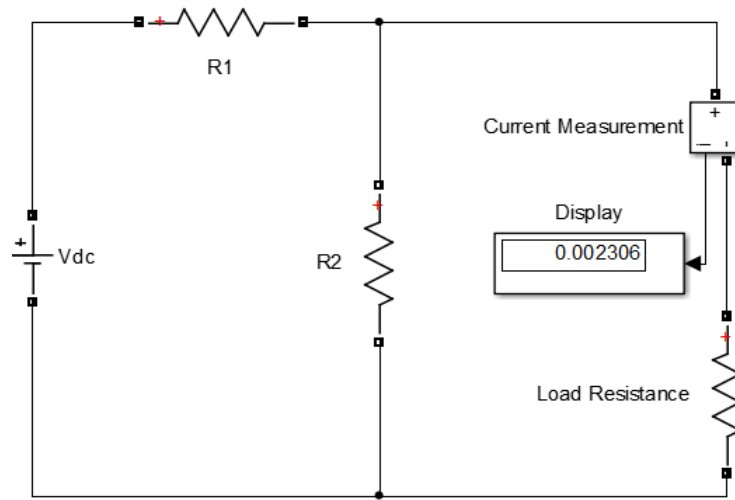 R1
Current Measurement
+
-
Display
0.002306
+
Vdc
R2
Load Resistance